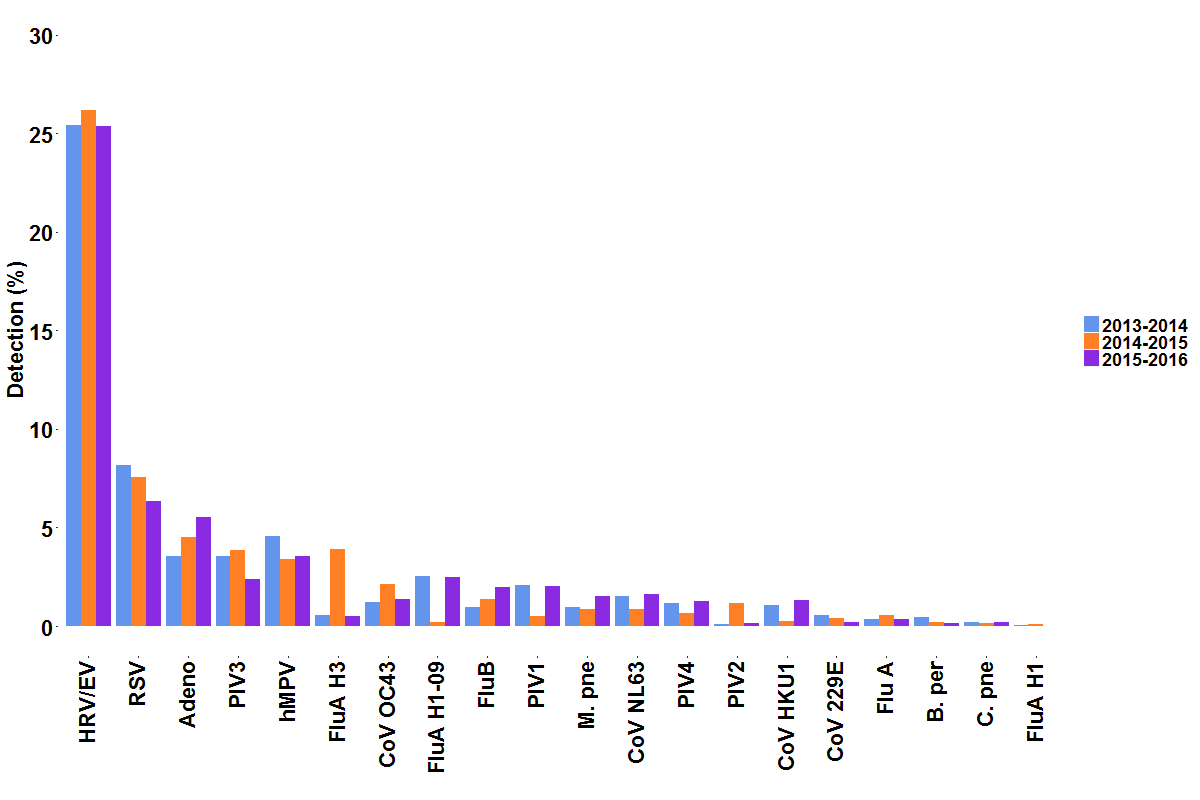 30
25
20
15
10
5
0
Detection (%)
HRV/EV
RSV
Adeno
PIV3
hMPV
FluA H3
CoV OC43
FluA H1-09
FluB
PIV1
M. pne
CoV NL63
PIV4
PIV2
CoV HKU1
CoV 229E
Flu A
B. per
C. pne
FluA H1
2013-2014
2014-2015
2015-2016